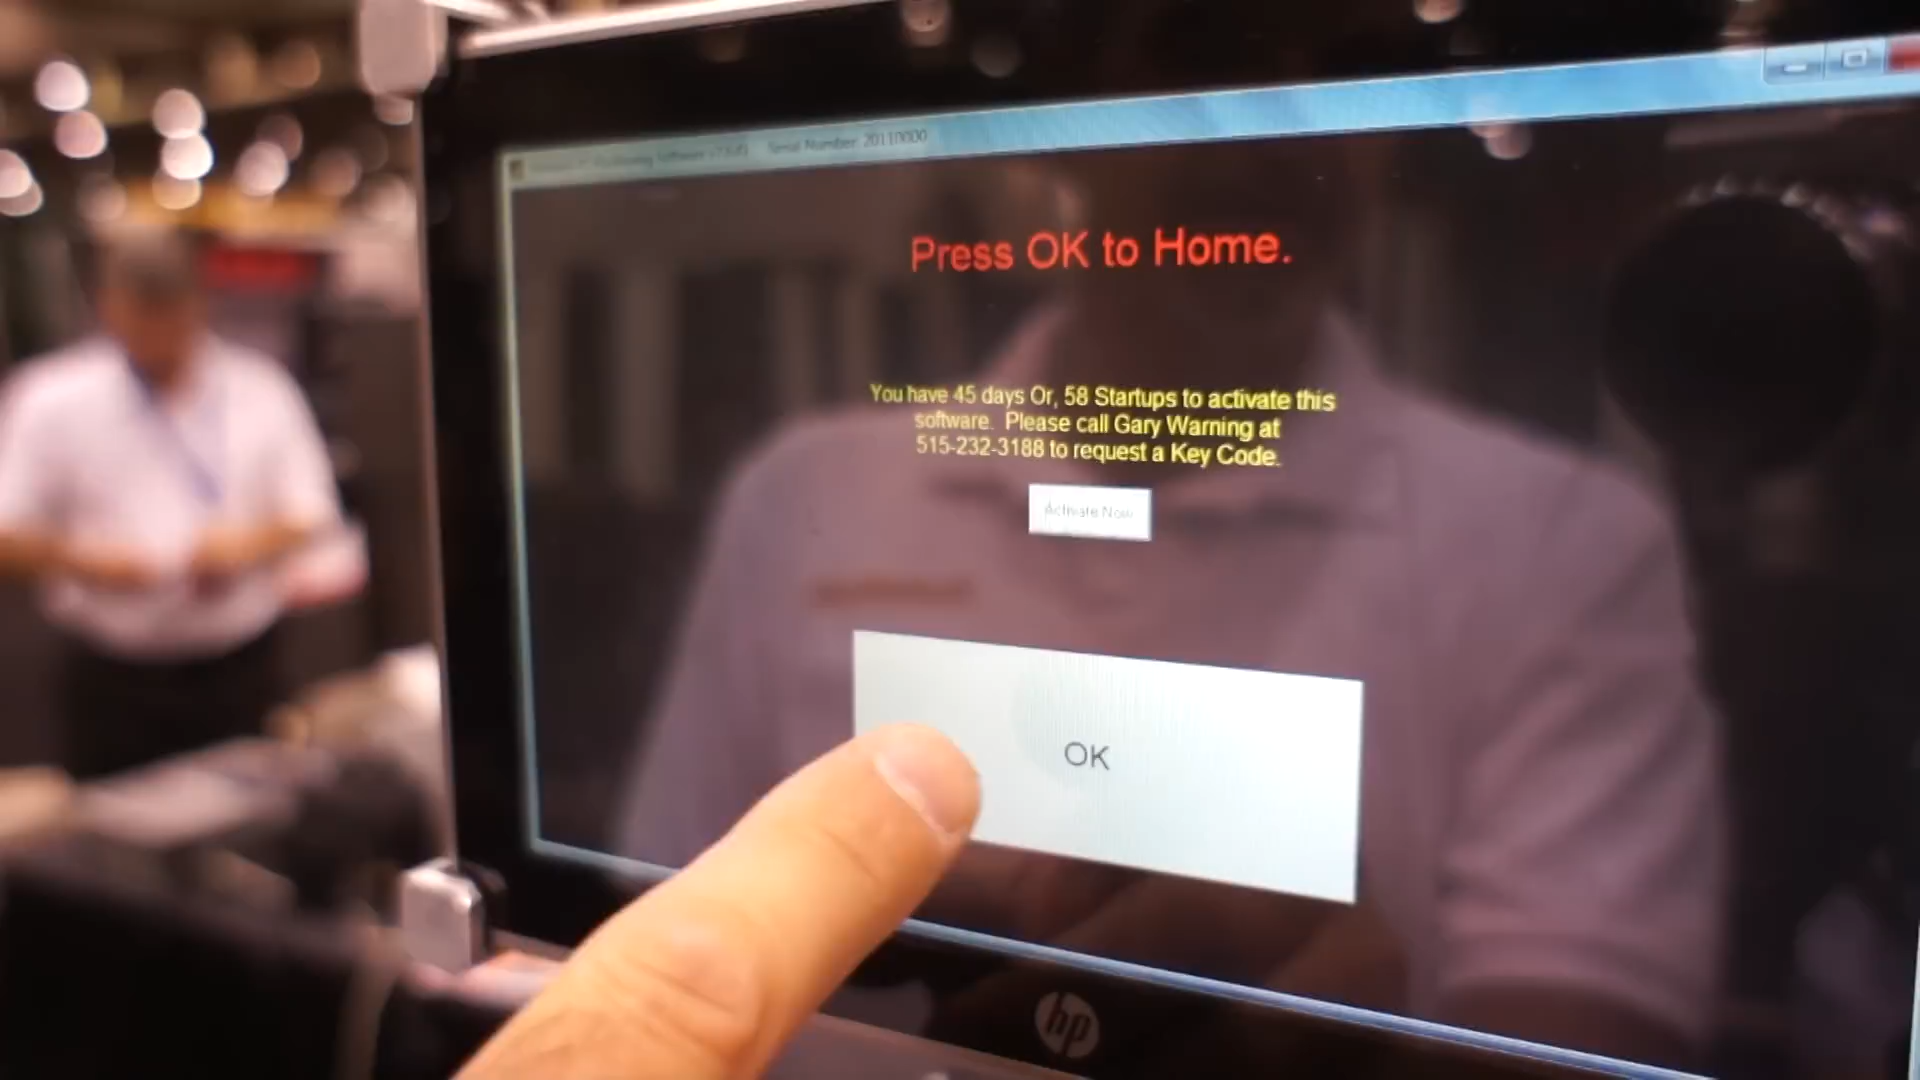 Software Serial Number: 20110000
Press OK to Home.
You have 45 days Or, 58 Startups to activate this
software. Please call Gary Warning at
515-232-3188 to request a Key Code.
Activate Now
OK
hp